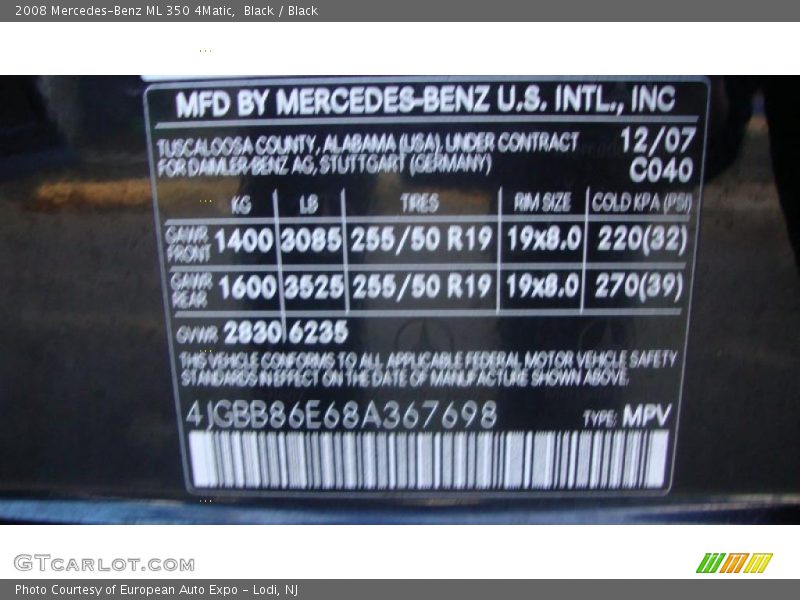 2008 Mercedes-Benz ML 350 4Matic,  Black / Black
MFD BY MERCEDES-BENZ U.S. INTL., INC
TUSCALOOSA COUNTY, ALABAMA (USA), UNDER CONTRACT
FOR DAIMLER-BENZ AG, STUTTGART (GERMANY)
12/07
C040
KG LB TIRES RIM SIZE COLD KPA (PSI)
GAWR FRONT 1400 3085 255/50 R19 19x8.0 220(32)
GAWR REAR 1600 3525 255/50 R19 19x8.0 270(39)
GVWR 2830 6235
THIS VEHICLE CONFORMS TO ALL APPLICABLE FEDERAL MOTOR VEHICLE SAFETY
STANDARDS IN EFFECT ON THE DATE OF MANUFACTURE SHOWN ABOVE.
4JGBB86E68A367698 TYPE: MPV
GTCARLOT.COM
Photo Courtesy of European Auto Expo - Lodi, NJ